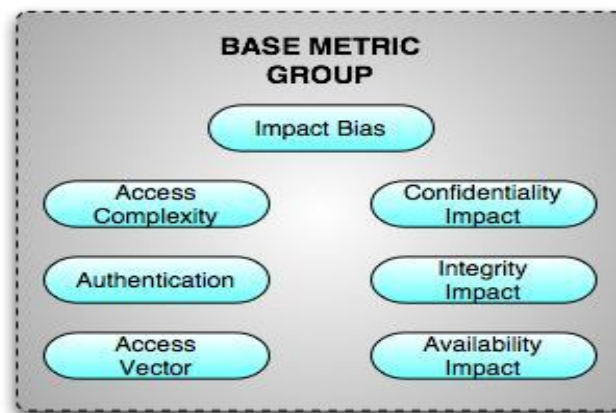 BASE METRIC
GROUP
Impact Bias
Access
Complexity
Confidentiality
Impact
Authentication
Integrity
Impact
Access
Vector
Availability
Impact